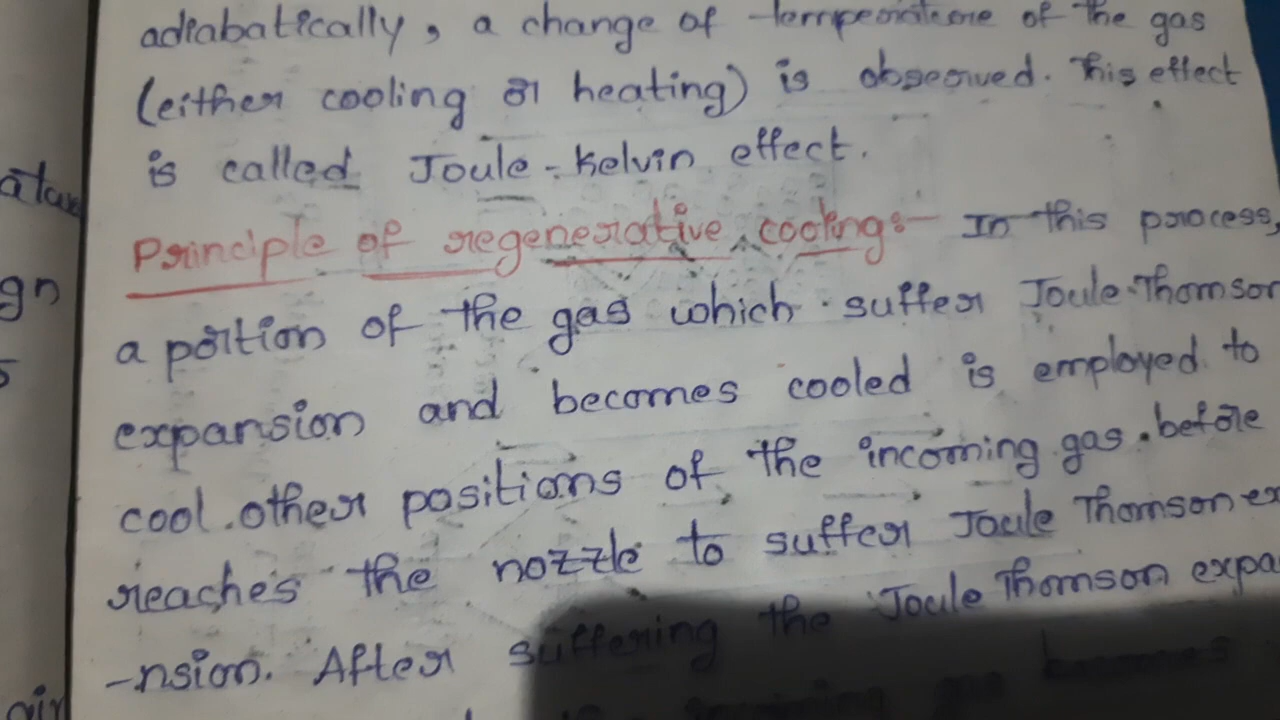 adiabatically, a change of temperature of the gas
(either cooling or heating) is observed. This effect
is called Joule-Kelvin effect.
Principle of regenerative cooling:- In this process,
a portion of the gas which suffer Joule-Thomson
expansion and becomes cooled is employed to
cool other positions of the incoming gas before
reaches the nozzle to suffer Joule Thomson ex
-nsion. After suffering the Joule Thomson expa
becomes
gn